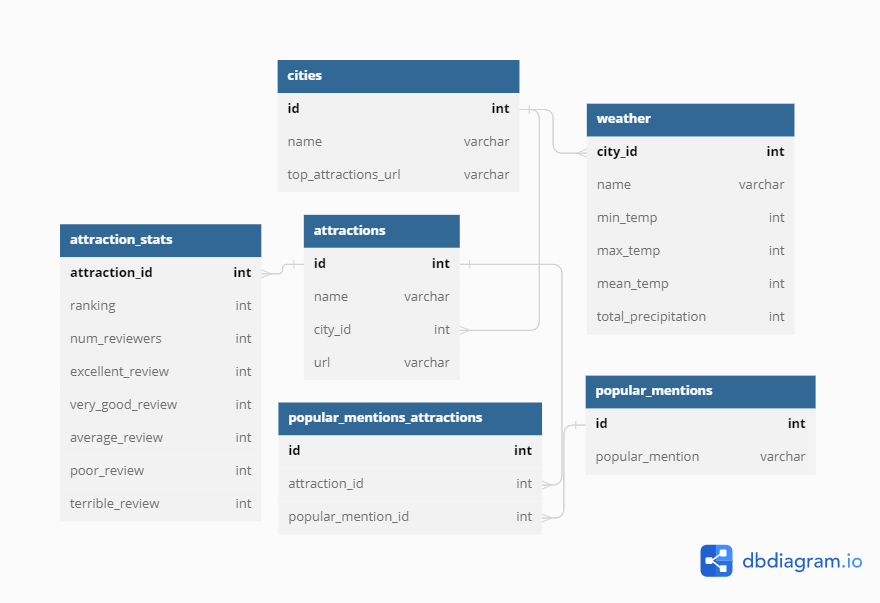 cities
id int
name varchar
top_attractions_url varchar
weather
city_id int
name varchar
min_temp int
max_temp int
mean_temp int
total_precipitation int
attraction_stats
attraction_id int
ranking int
num_reviewers int
excellent_review int
very_good_review int
average_review int
poor_review int
terrible_review int
attractions
id int
name varchar
city_id int
url varchar
popular_mentions_attractions
id int
attraction_id int
popular_mention_id int
popular_mentions
id int
popular_mention varchar
dbdiagram.io